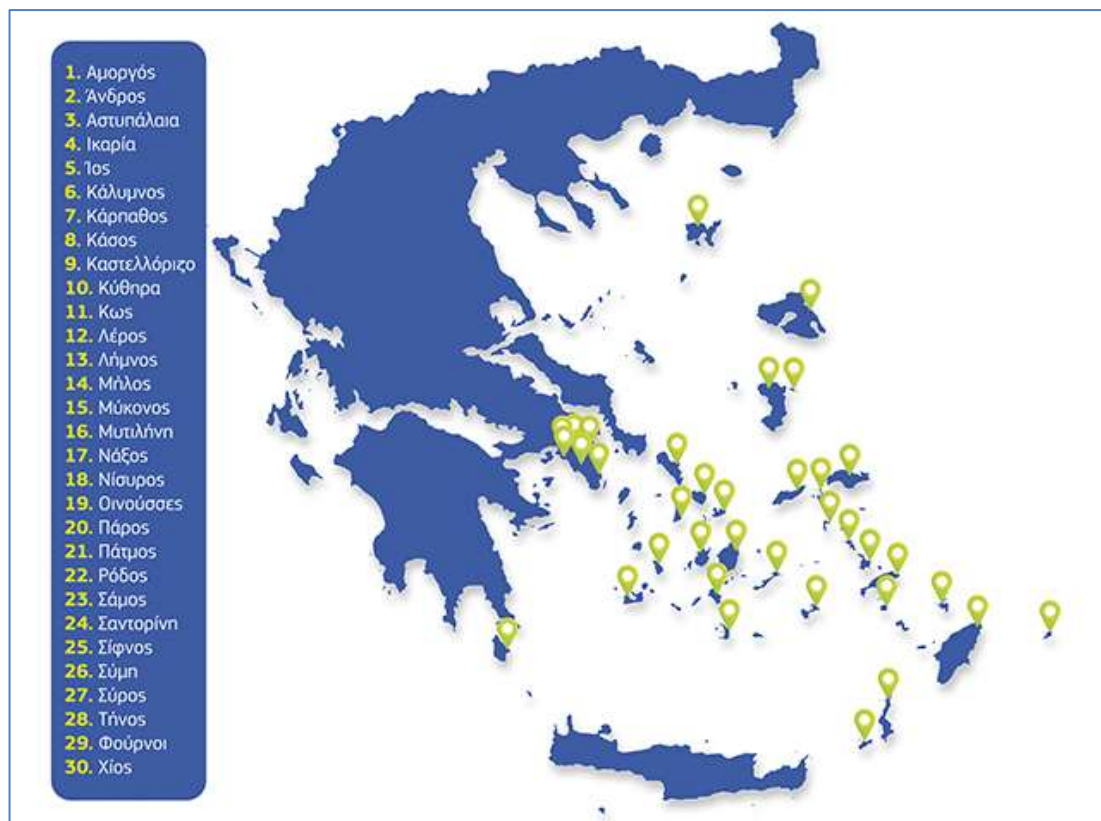 1. Αμοργός
2. Άνδρος
3. Αστυπάλαια
4. Ικαρία
5. Ίος
6. Κάλυμνος
7. Κάρπαθος
8. Κάσος
9. Καστελλόριζο
10. Κύθηρα
11. Κως
12. Λέρος
13. Λήμνος
14. Μήλος
15. Μύκονος
16. Μυτιλήνη
17. Νάξος
18. Νίσυρος
19. Οινούσσες
20. Πάρος
21. Πάτμος
22. Ρόδος
23. Σάμος
24. Σαντορίνη
25. Σίφνος
26. Σύμη
27. Σύρος
28. Τήνος
29. Φούρνοι
30. Χίος